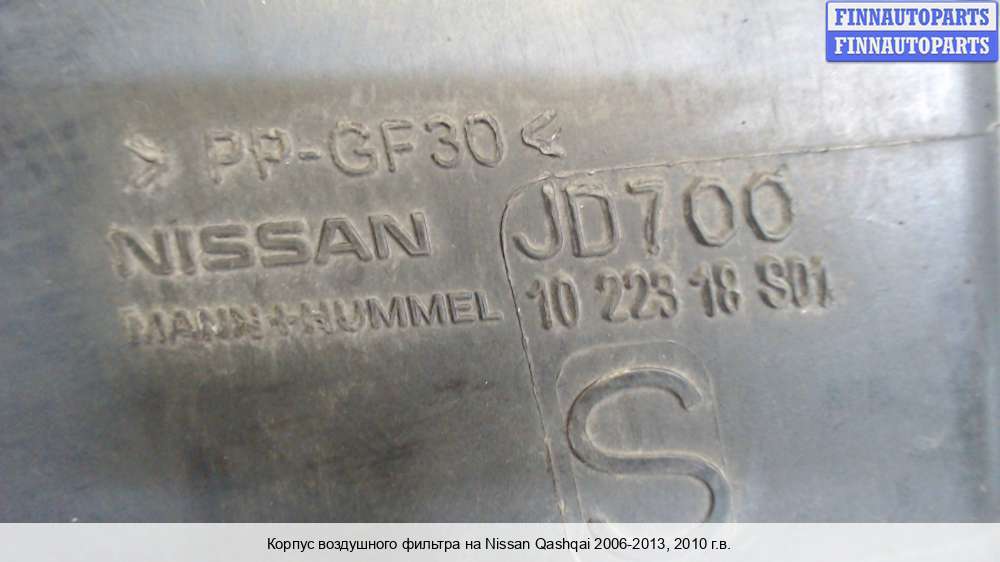 FINNAUTOPARTS
FINNAUTOPARTS
> PP-GF30 <
NISSAN
JD700
MANN+HUMMEL
10 223 18 S01
S
Корпус воздушного фильтра на Nissan Qashqai 2006-2013, 2010 г.в.